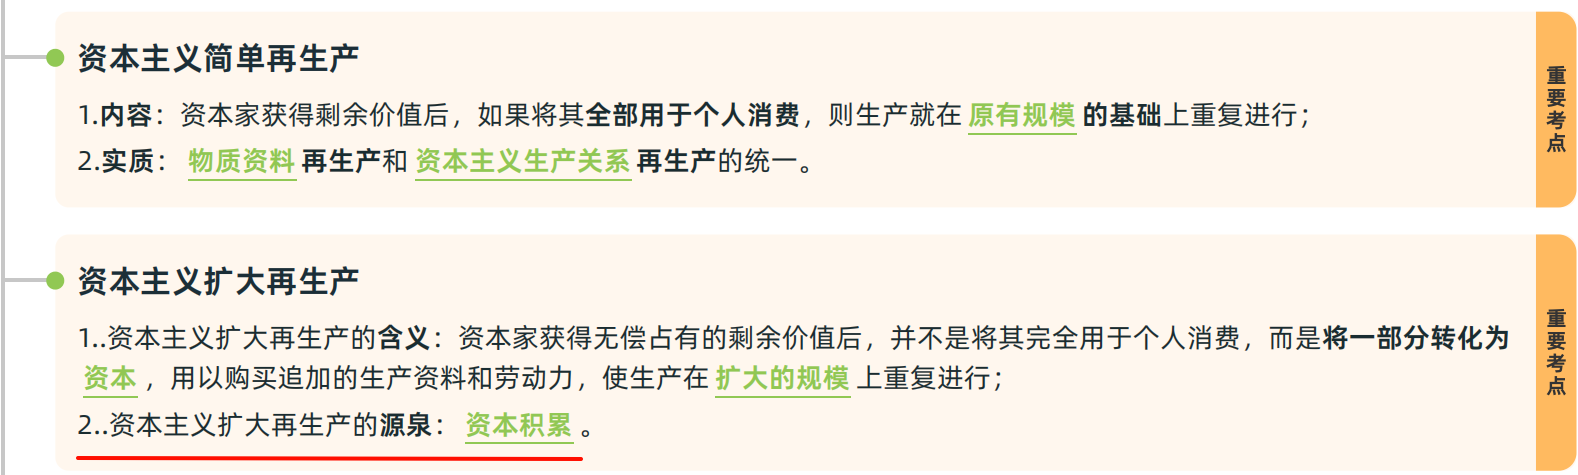 资本主义简单再生产
1.内容：资本家获得剩余价值后，如果将其全部用于个人消费，则生产就在 原有规模 的基础上重复进行；
2.实质： 物质资料 再生产和 资本主义生产关系 再生产的统一。
重要考点
资本主义扩大再生产
1..资本主义扩大再生产的含义：资本家获得无偿占有的剩余价值后，并不是将其完全用于个人消费，而是将一部分转化为
资本 ，用以购买追加的生产资料和劳动力，使生产在 扩大的规模 上重复进行；
2..资本主义扩大再生产的源泉： 资本积累 。
重要考点